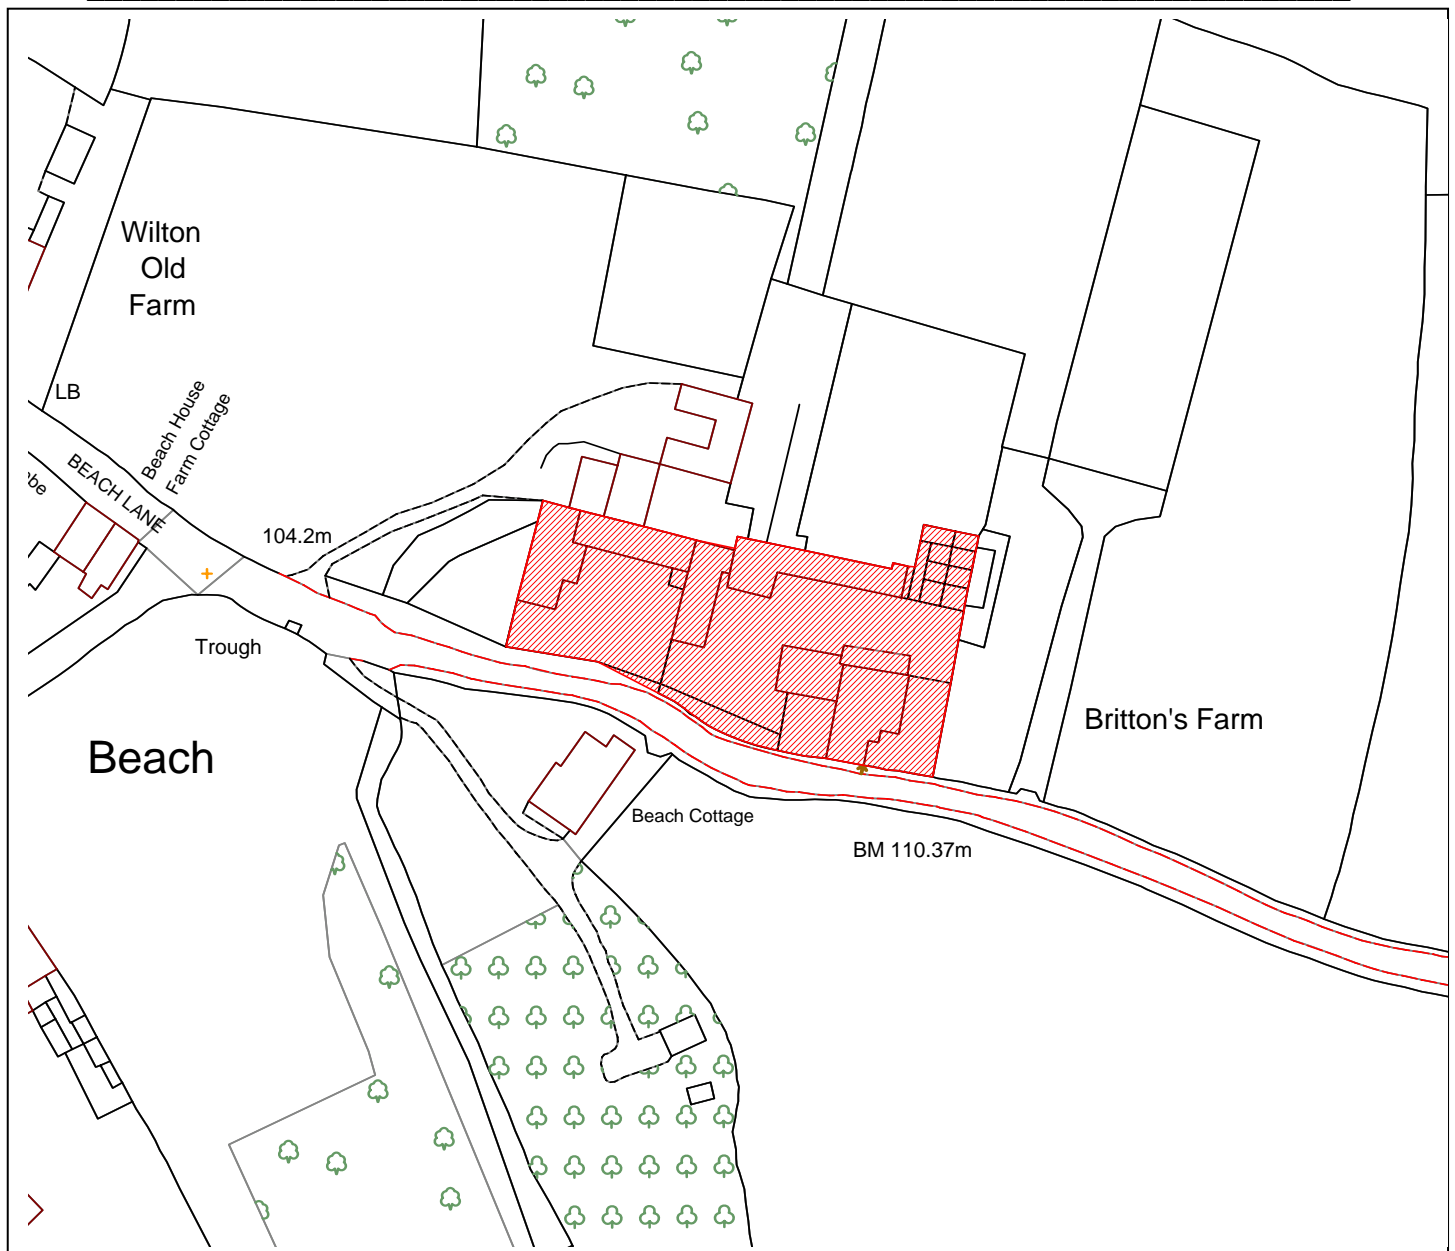 Wilton
Old
Farm
LB
Beach House
Farm Cottage
BEACH LANE
104.2m
Trough
Beach
Britton's Farm
Beach Cottage
BM 110.37m